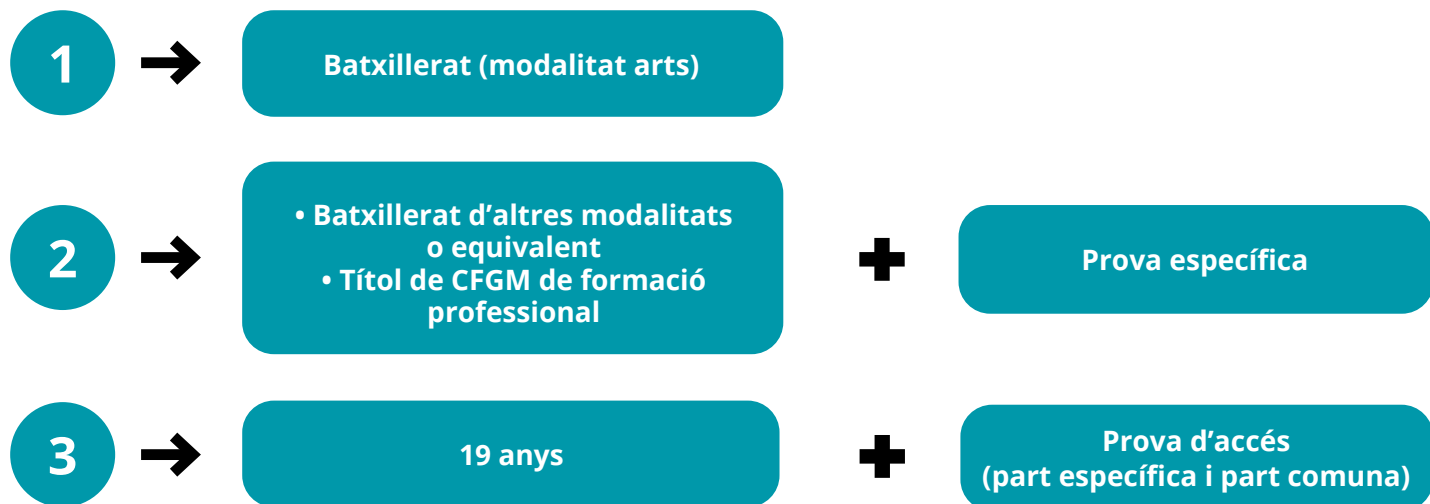 1
Batxillerat (modalitat arts)
2
• Batxillerat d’altres modalitats
o equivalent
• Títol de CFGM de formació
professional
Prova específica
3
19 anys
Prova d’accés
(part específica i part comuna)